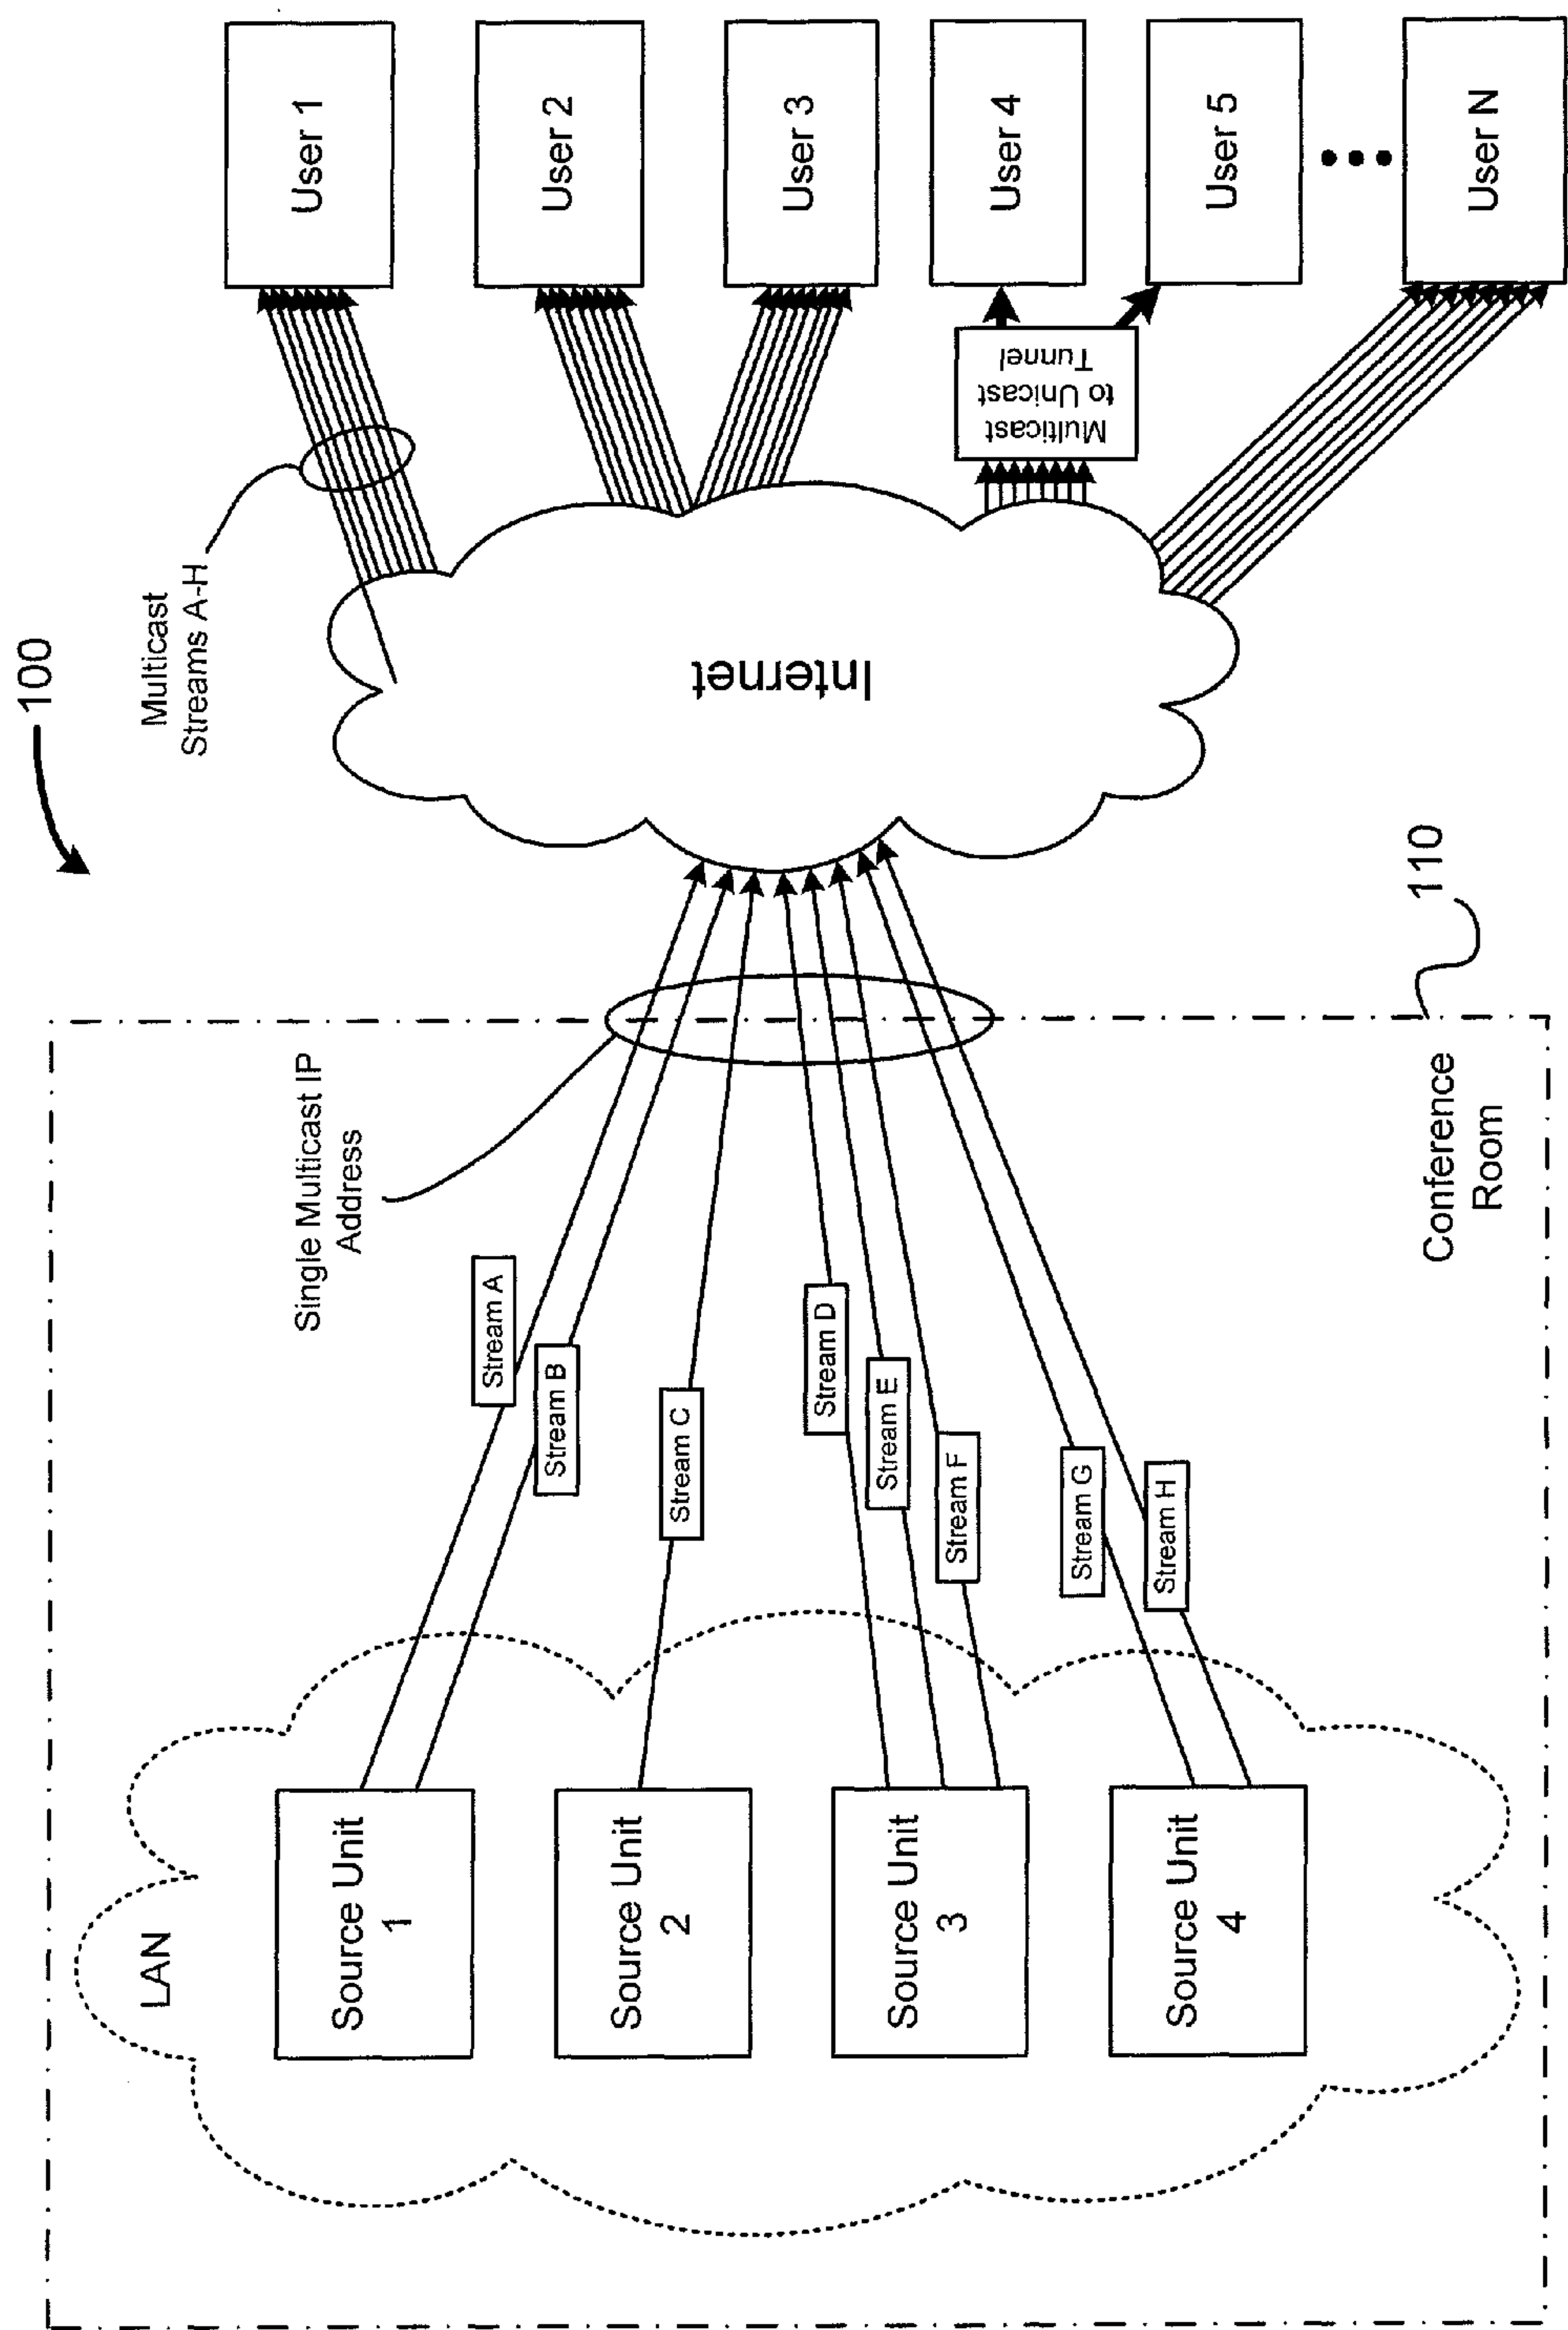 100
LAN
Source Unit
1
Source Unit
2
Source Unit
3
Source Unit
4
Stream A
Stream B
Stream C
Stream D
Stream E
Stream F
Stream G
Stream H
Single Multicast IP
Address
Conference
Room
110
Internet
Multicast
Streams A-H
Multicast
to Unicast
Tunnel
User 1
User 2
User 3
User 4
User 5
User N